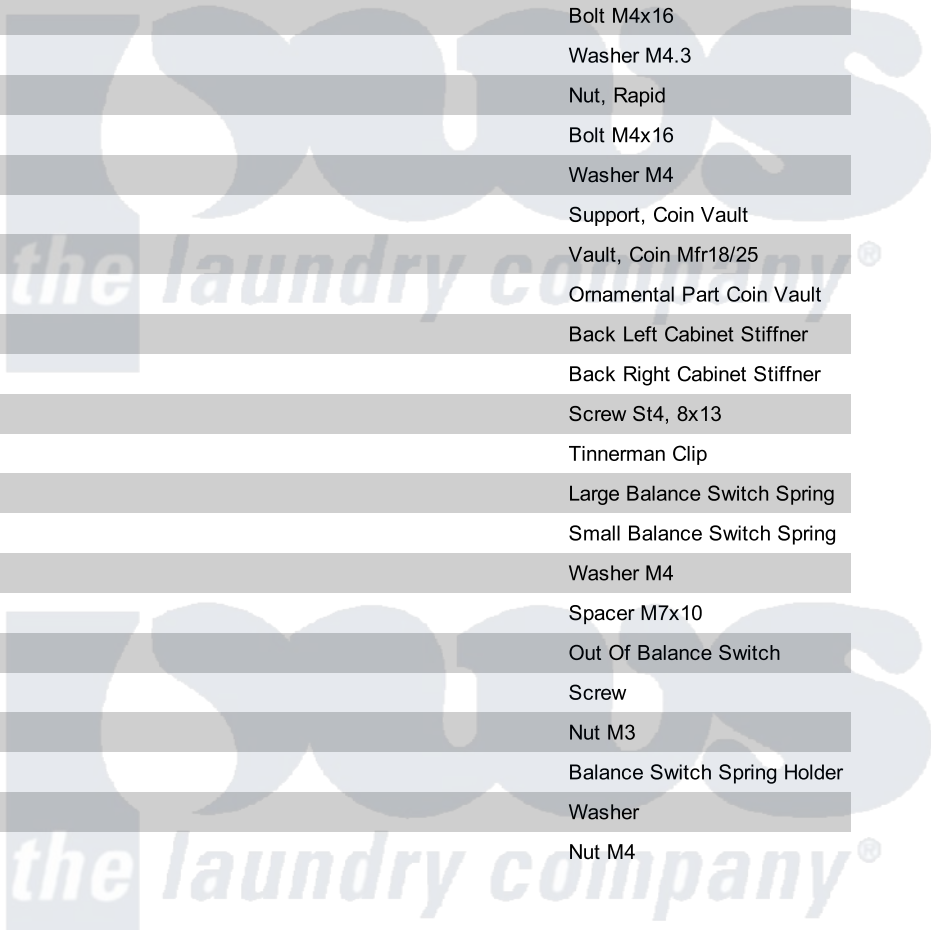 Bolt M4x16
Washer M4.3
Nut, Rapid
Bolt M4x16
Washer M4
Support, Coin Vault
Vault, Coin Mfr18/25
Ornamental Part Coin Vault
Back Left Cabinet Stiffner
Back Right Cabinet Stiffner
Screw St4, 8x13
Tinnerman Clip
Large Balance Switch Spring
Small Balance Switch Spring
Washer M4
Spacer M7x10
Out Of Balance Switch
Screw
Nut M3
Balance Switch Spring Holder
Washer
Nut M4
pws
the laundry company®
pws
the laundry company®